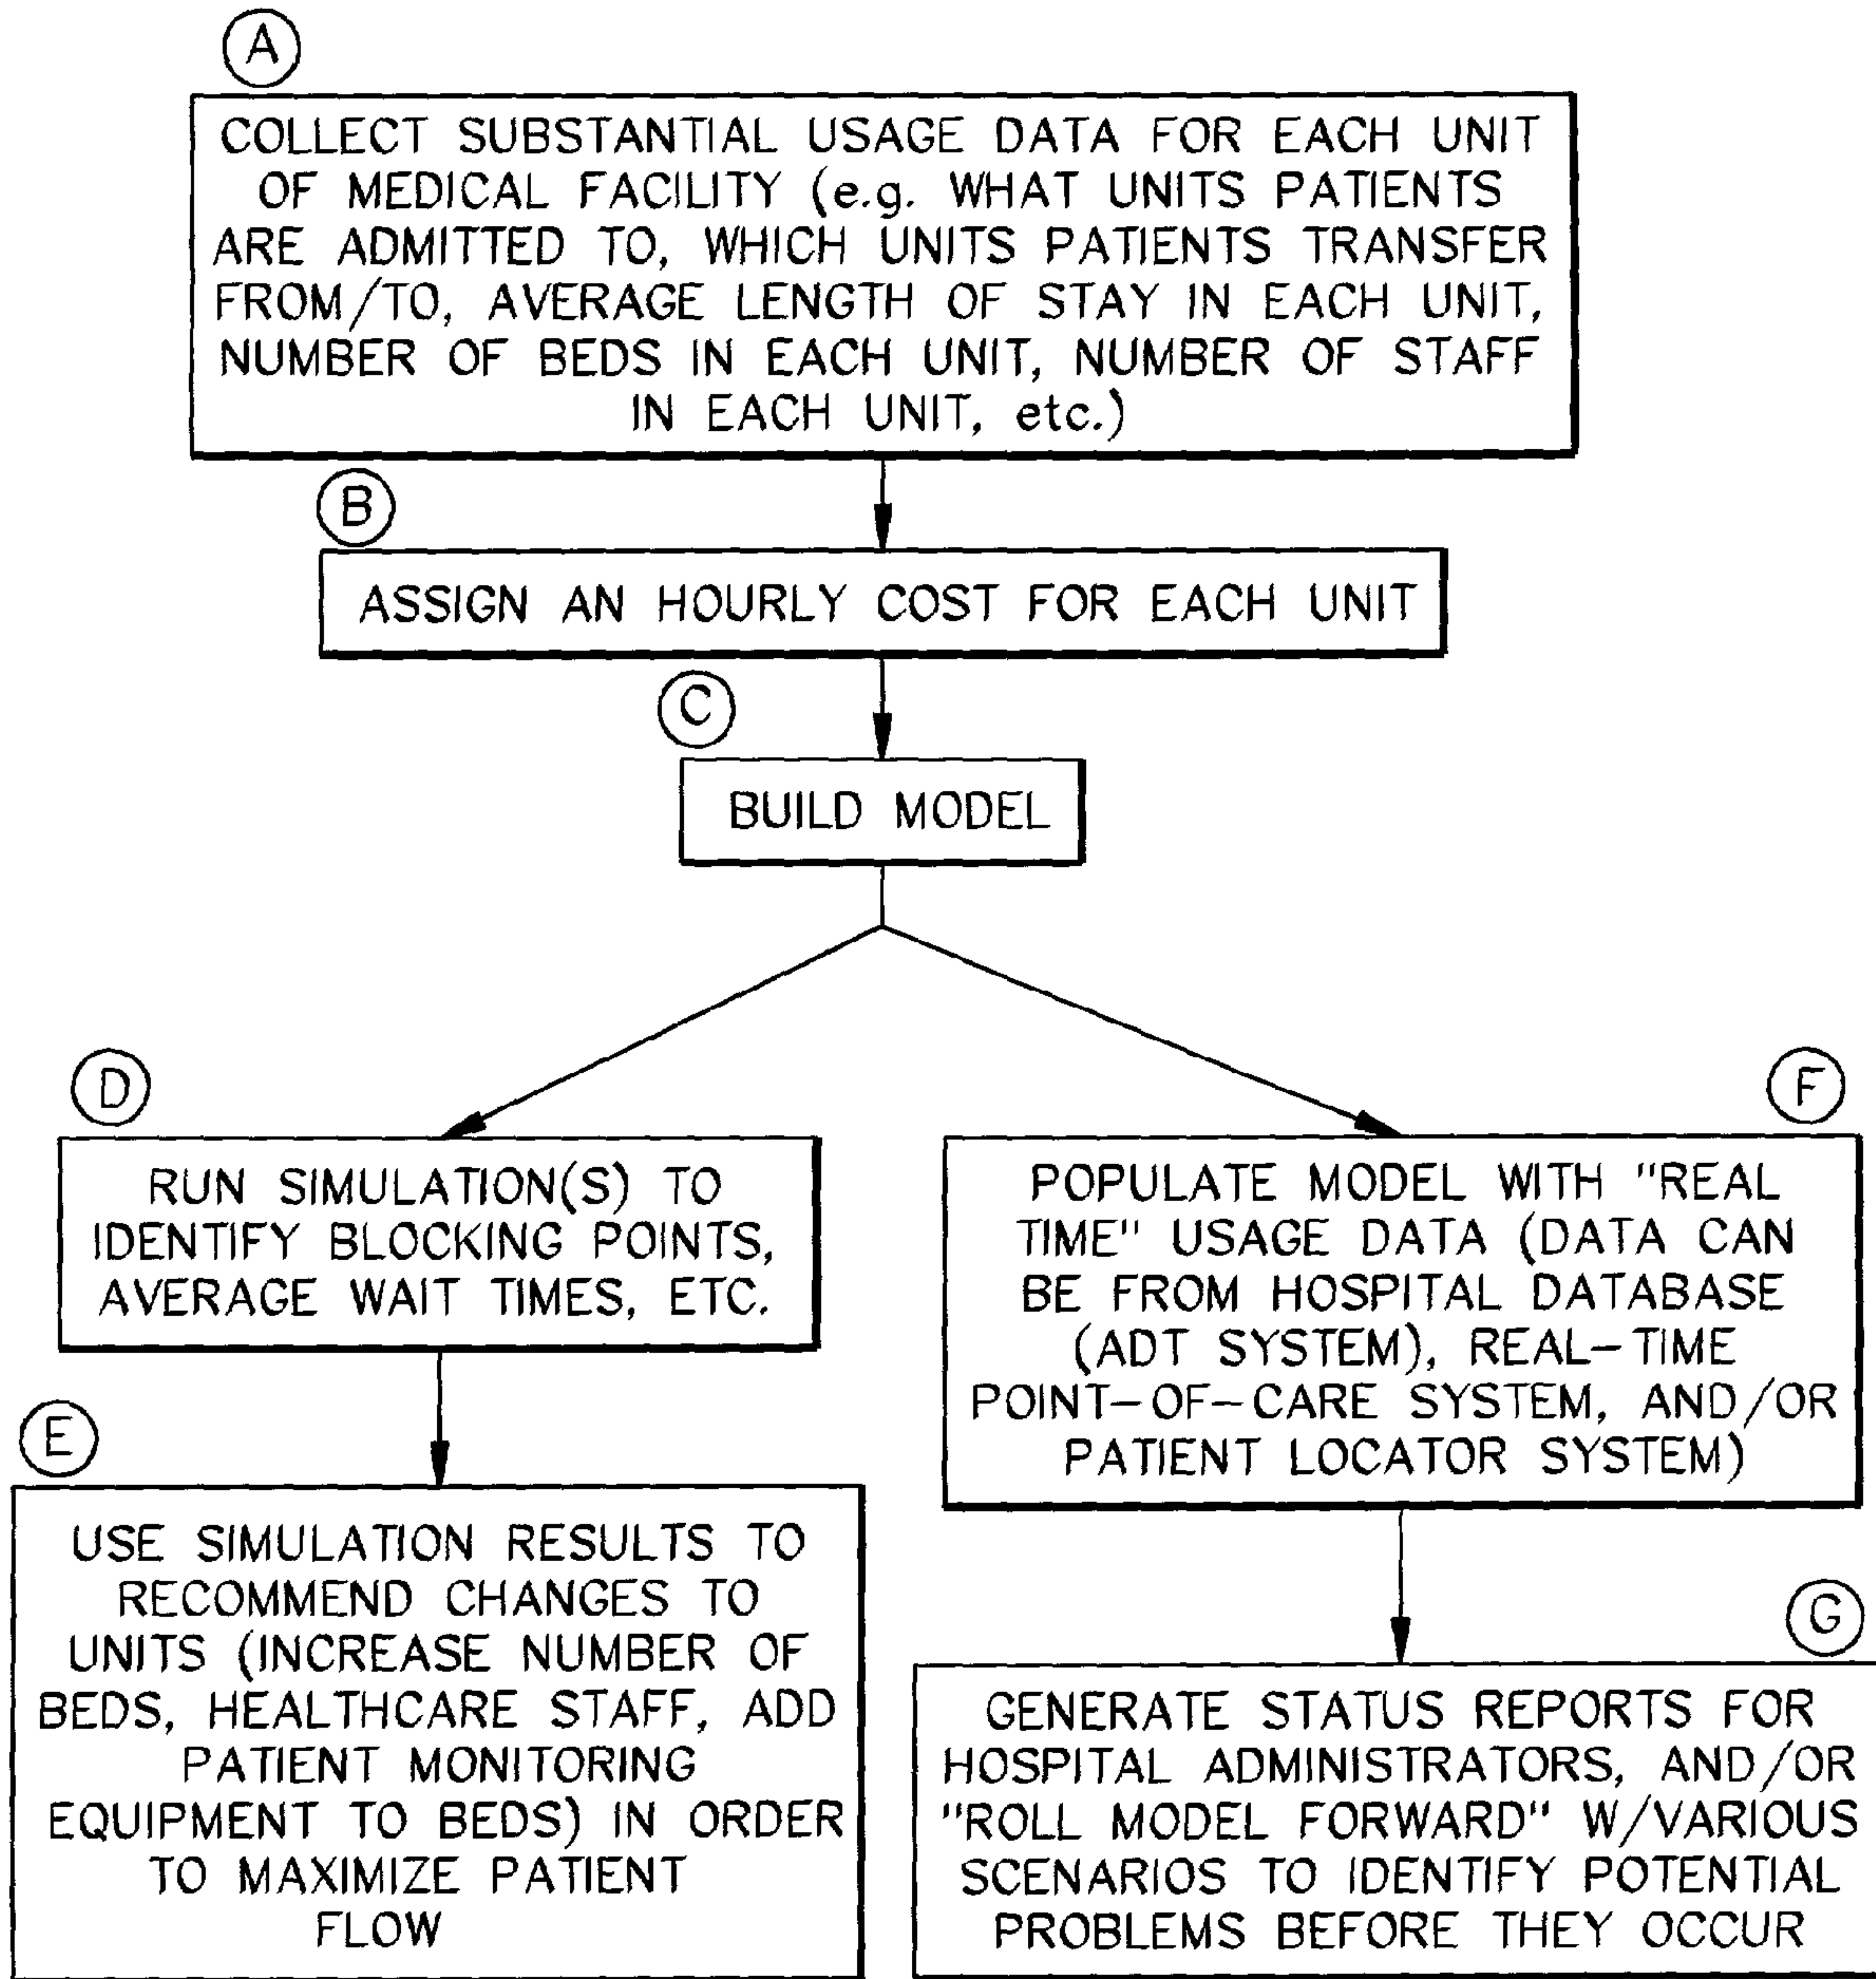 A
COLLECT SUBSTANTIAL USAGE DATA FOR EACH UNIT
OF MEDICAL FACILITY (e.g. WHAT UNITS PATIENTS
ARE ADMITTED TO, WHICH UNITS PATIENTS TRANSFER
FROM/TO, AVERAGE LENGTH OF STAY IN EACH UNIT,
NUMBER OF BEDS IN EACH UNIT, NUMBER OF STAFF
IN EACH UNIT, etc.)
B
ASSIGN AN HOURLY COST FOR EACH UNIT
C
BUILD MODEL
D
RUN SIMULATION(S) TO
IDENTIFY BLOCKING POINTS,
AVERAGE WAIT TIMES, ETC.
E
USE SIMULATION RESULTS TO
RECOMMEND CHANGES TO
UNITS (INCREASE NUMBER OF
BEDS, HEALTHCARE STAFF, ADD
PATIENT MONITORING
EQUIPMENT TO BEDS) IN ORDER
TO MAXIMIZE PATIENT
FLOW
F
POPULATE MODEL WITH "REAL
TIME" USAGE DATA (DATA CAN
BE FROM HOSPITAL DATABASE
(ADT SYSTEM), REAL-TIME
POINT-OF-CARE SYSTEM, AND/OR
PATIENT LOCATOR SYSTEM)
G
GENERATE STATUS REPORTS FOR
HOSPITAL ADMINISTRATORS, AND/OR
"ROLL MODEL FORWARD" W/VARIOUS
SCENARIOS TO IDENTIFY POTENTIAL
PROBLEMS BEFORE THEY OCCUR